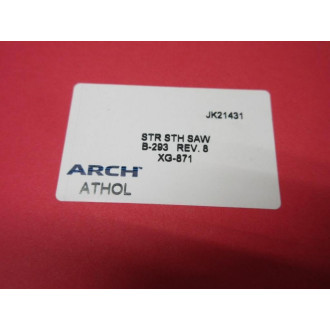 JK21431
STR STH SAW
B-293 REV. 8
XG-871
ARCH
ATHOL